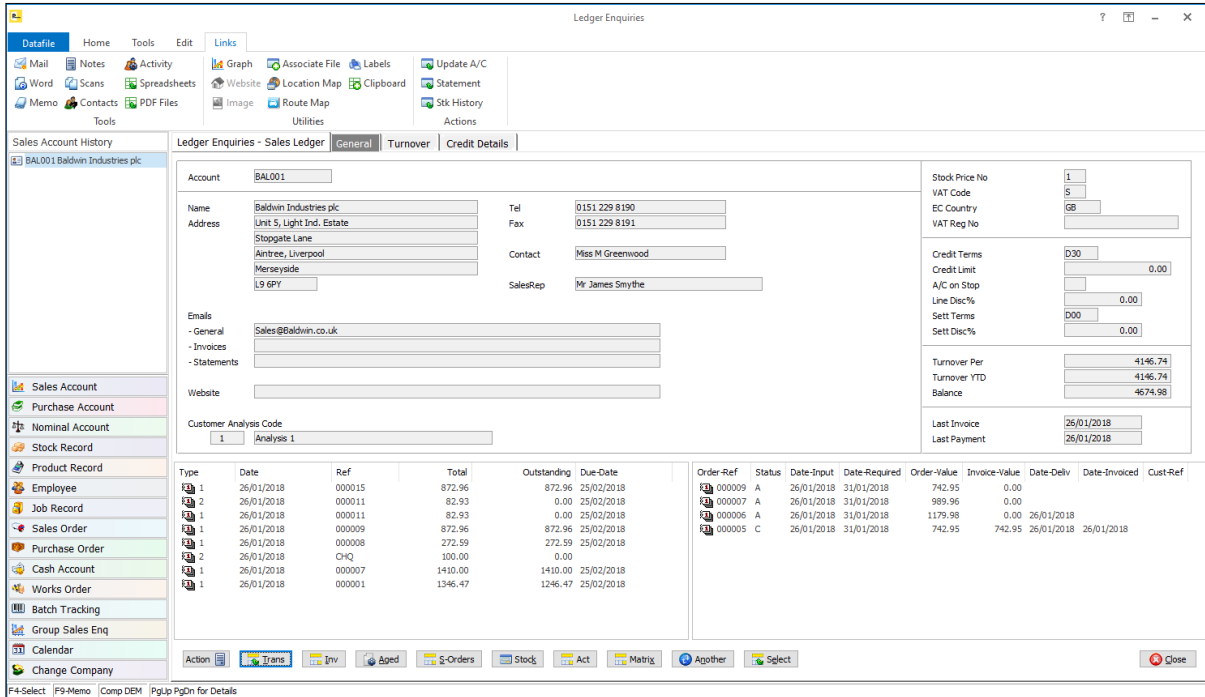 Ledger Enquiries
?
Datafile Home Tools Edit Links
Mail Notes Activity Graph Associate File Labels Update A/C
Word Scans Spreadsheets Website Location Map Clipboard Statement
Memo Contacts PDF Files Image Route Map Stk History
Tools Utilities Actions
Sales Account History
BAL001 Baldwin Industries plc
Ledger Enquiries - Sales Ledger General Turnover Credit Details
Account BAL001
Name Baldwin Industries plc
Address Unit 5, Light Ind. Estate
Stopgate Lane
Aintree, Liverpool
Merseyside
L9 6PY
Tel 0151 229 8190
Fax 0151 229 8191
Contact Miss M Greenwood
SalesRep Mr James Smythe
Emails
- General Sales@Baldwin.co.uk
- Invoices
- Statements
Website
Customer Analysis Code
1 Analysis 1
Stock Price No 1
VAT Code S
EC Country GB
VAT Reg No
Credit Terms D30
Credit Limit 0.00
A/C on Stop
Line Disc% 0.00
Sett Terms D00
Sett Disc% 0.00
Turnover Per 4146.74
Turnover YTD 4146.74
Balance 4674.98
Last Invoice 26/01/2018
Last Payment 26/01/2018
Sales Account
Purchase Account
Nominal Account
Stock Record
Product Record
Employee
Job Record
Sales Order
Purchase Order
Cash Account
Works Order
Batch Tracking
Group Sales Enq
Calendar
Change Company
Type Date Ref Total Outstanding Due-Date
1 26/01/2018 000015 872.96 872.96 25/02/2018
2 26/01/2018 000011 82.93 0.00 25/02/2018
1 26/01/2018 000011 82.93 0.00 25/02/2018
1 26/01/2018 000009 872.96 872.96 25/02/2018
1 26/01/2018 000008 272.59 272.59 25/02/2018
2 26/01/2018 CHQ 100.00 0.00
1 26/01/2018 000007 1410.00 1410.00 25/02/2018
1 26/01/2018 000001 1346.47 1246.47 25/02/2018
Order-Ref Status Date-Input Date-Required Order-Value Invoice-Value Date-Deliv Date-Invoiced Cust-Ref
000009 A 26/01/2018 31/01/2018 742.95 0.00
000007 A 26/01/2018 31/01/2018 989.96 0.00
000006 A 26/01/2018 31/01/2018 1179.98 0.00 26/01/2018
000005 C 26/01/2018 31/01/2018 742.95 742.95 26/01/2018 26/01/2018
Action Trans Inv Aged S-Orders Stock Act Matrix Another Select Close
F4-Select F9-Memo Comp DEM PgUp PgDn for Details